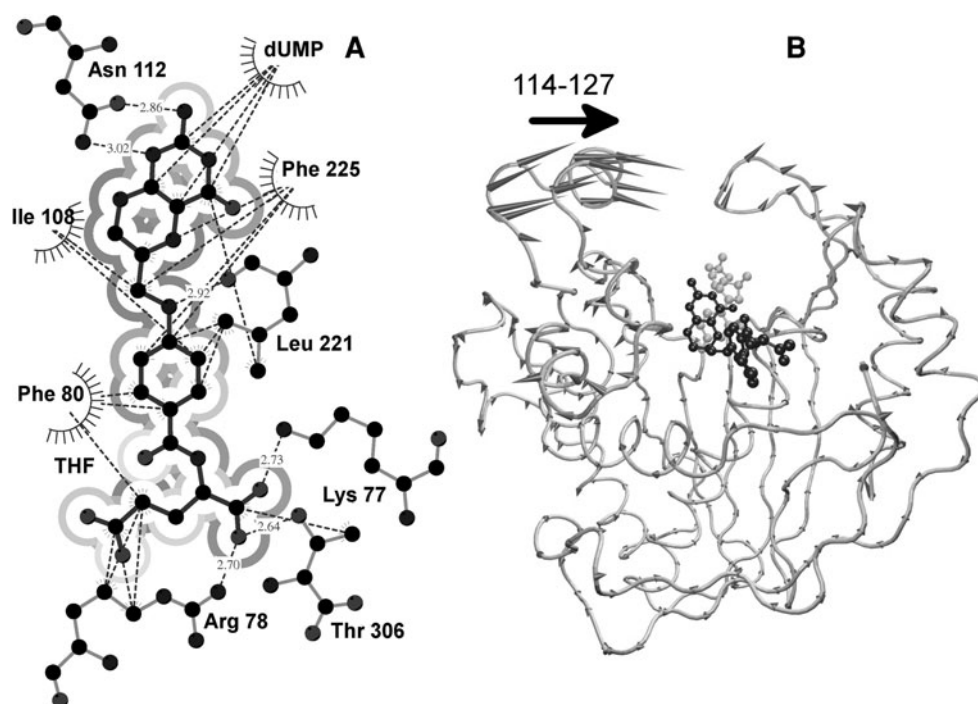 A
B
dUMP
Asn 112
114-127
2.86
3.02
Phe 225
Ile 108
2.92
Leu 221
Phe 80
THF
2.73
Lys 77
2.64
2.70
Arg 78
Thr 306